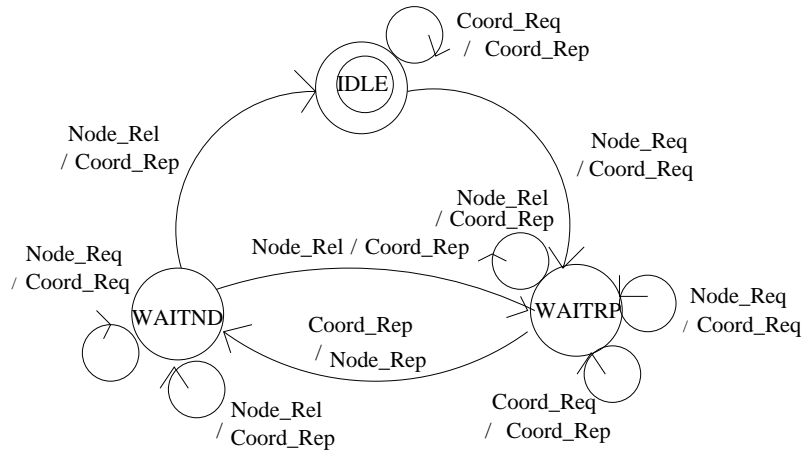 Coord_Req
/ Coord_Rep
IDLE
Node_Rel
/ Coord_Rep
Node_Req
/ Coord_Req
Node_Rel
/ Coord_Rep
Node_Rel / Coord_Rep
Node_Req
/ Coord_Req
WAITND
WAITRP
Node_Req
/ Coord_Req
Coord_Rep
/ Node_Rep
Node_Rel
/ Coord_Rep
Coord_Req
/ Coord_Rep